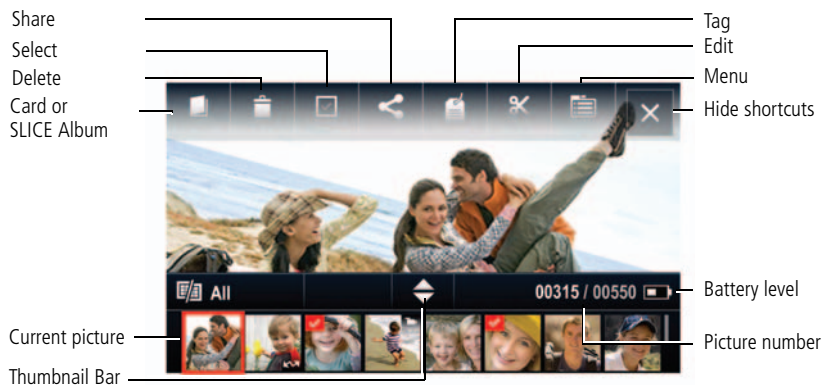 Share
Select
Delete
Card or
SLICE Album
Tag
Edit
Menu
Hide shortcuts
All
00315 / 00550
Battery level
Current picture
Picture number
Thumbnail Bar